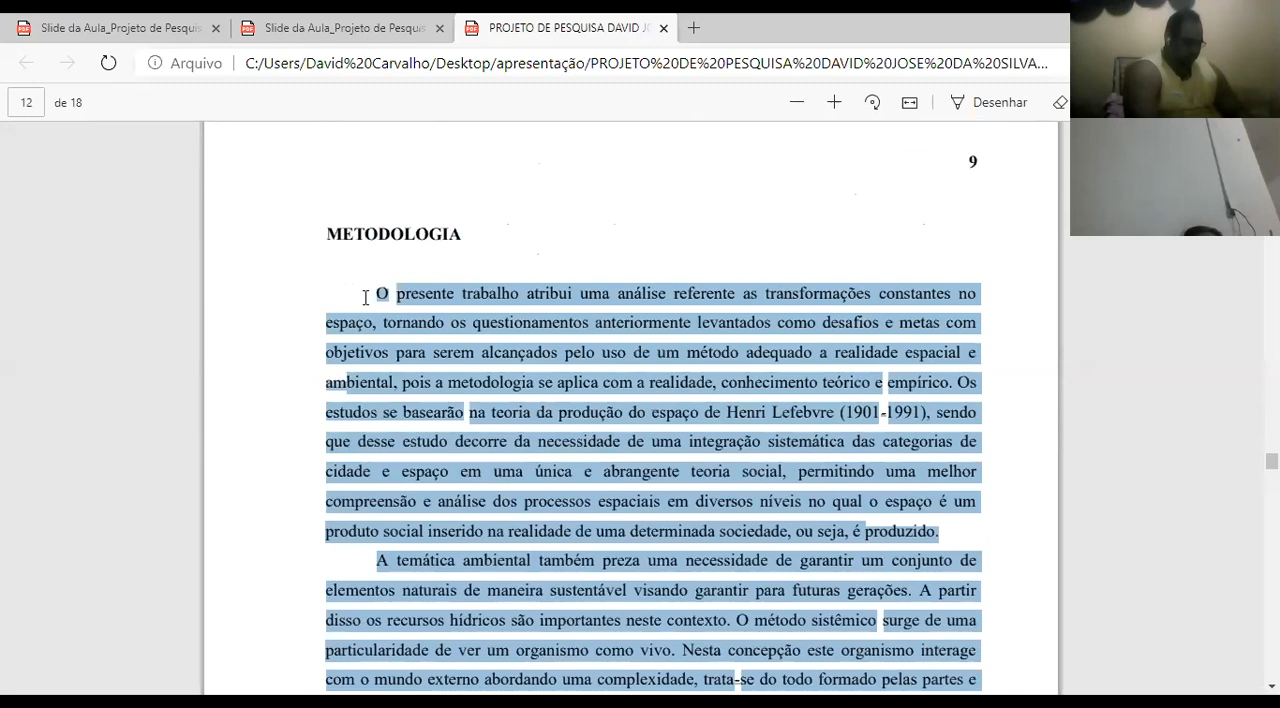 Slide da Aula_Projeto de Pesquis
Slide da Aula_Projeto de Pesquis
PROJETO DE PESQUISA DAVID JO
Arquivo
C:/Users/David%20Carvalho/Desktop/apresentação/PROJETO%20DE%20PESQUISA%20DAVID%20JOSE%20DA%20SILVA...
12 de 18
Desenhar
9
METODOLOGIA
O presente trabalho atribui uma análise referente as transformações constantes no
espaço, tornando os questionamentos anteriormente levantados como desafios e metas com
objetivos para serem alcançados pelo uso de um método adequado a realidade espacial e
ambiental, pois a metodologia se aplica com a realidade, conhecimento teórico e empírico. Os
estudos se basearão na teoria da produção do espaço de Henri Lefebvre (1901-1991), sendo
que desse estudo decorre da necessidade de uma integração sistemática das categorias de
cidade e espaço em uma única e abrangente teoria social, permitindo uma melhor
compreensão e análise dos processos espaciais em diversos níveis no qual o espaço é um
produto social inserido na realidade de uma determinada sociedade, ou seja, é produzido.
A temática ambiental também preza uma necessidade de garantir um conjunto de
elementos naturais de maneira sustentável visando garantir para futuras gerações. A partir
disso os recursos hídricos são importantes neste contexto. O método sistêmico surge de uma
particularidade de ver um organismo como vivo. Nesta concepção este organismo interage
com o mundo externo abordando uma complexidade, trata-se do todo formado pelas partes e